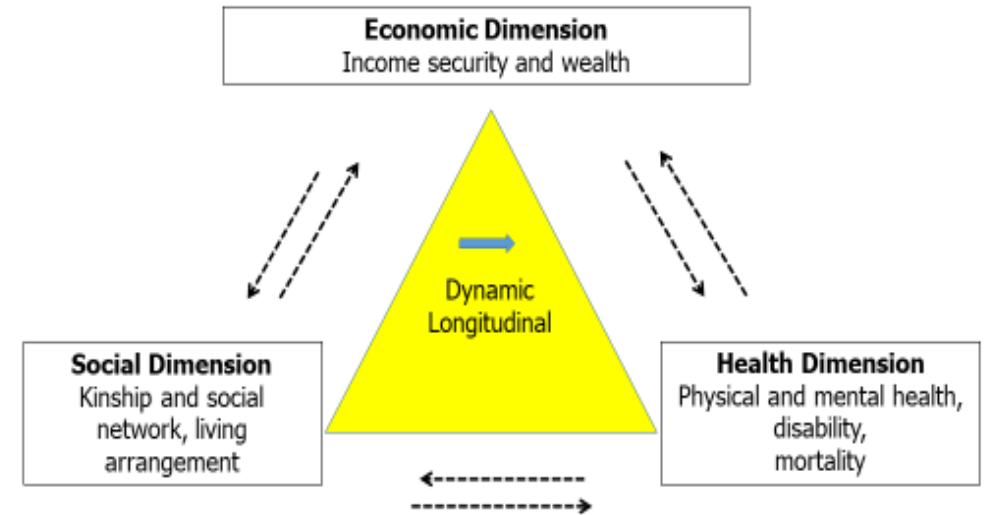 Economic Dimension
Income security and wealth
Dynamic
Longitudinal
Social Dimension
Kinship and social
network, living
arrangement
Health Dimension
Physical and mental health,
disability,
mortality